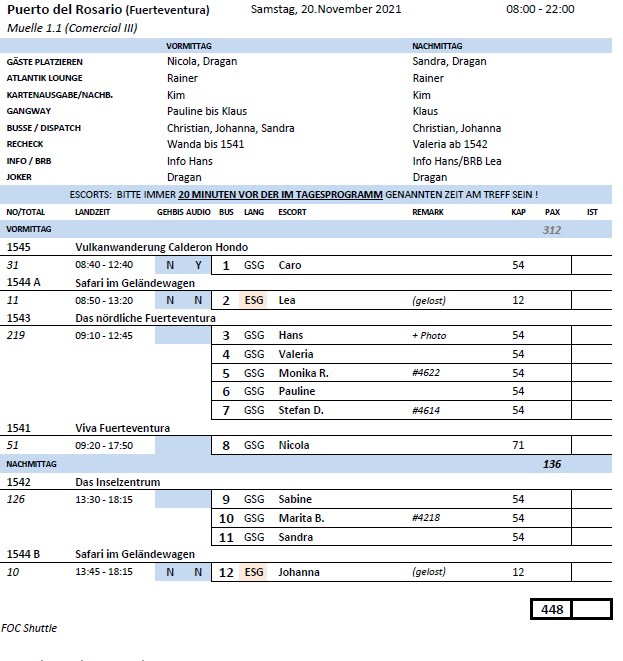 Puerto del Rosario (Fuerteventura) Samstag, 20.November 2021 08:00 - 22:00
Muelle 1.1 (Comercial III)
VORMITTAG NACHMITTAG
GÄSTE PLATZIEREN Nicola, Dragan Sandra, Dragan
ATLANTIK LOUNGE Rainer Rainer
KARTENAUSGABE/NACHB. Kim Kim
GANGWAY Pauline bis Klaus Klaus
BUSSE / DISPATCH Christian, Johanna, Sandra Christian, Johanna
RECHECK Wanda bis 1541 Valeria ab 1542
INFO / BRB Info Hans Info Hans/BRB Lea
JOKER Dragan Dragan
ESCORTS: BITTE IMMER 20 MINUTEN VOR DER IM TAGESPROGRAMM GENANNTEN ZEIT AM TREFF SEIN !
NO/TOTAL LANDZEIT GEHBIS AUDIO BUS LANG ESCORT REMARK KAP PAX IST
VORMITTAG 312
1545 Vulkanwanderung Calderon Hondo
31 08:40 - 12:40 N Y 1 GSG Caro 54
1544 A Safari im Geländewagen
11 08:50 - 13:20 N N 2 ESG Lea (gelost) 12
1543 Das nördliche Fuerteventura
219 09:10 - 12:45 3 GSG Hans + Photo 54
4 GSG Valeria 54
5 GSG Monika R. #4622 54
6 GSG Pauline 54
7 GSG Stefan D. #4614 54
1541 Viva Fuerteventura
51 09:20 - 17:50 8 GSG Nicola 71
NACHMITTAG 136
1542 Das Inselzentrum
126 13:30 - 18:15 9 GSG Sabine 54
10 GSG Marita B. #4218 54
11 GSG Sandra 54
1544 B Safari im Geländewagen
10 13:45 - 18:15 N N 12 ESG Johanna (gelost) 12
448
FOC Shuttle